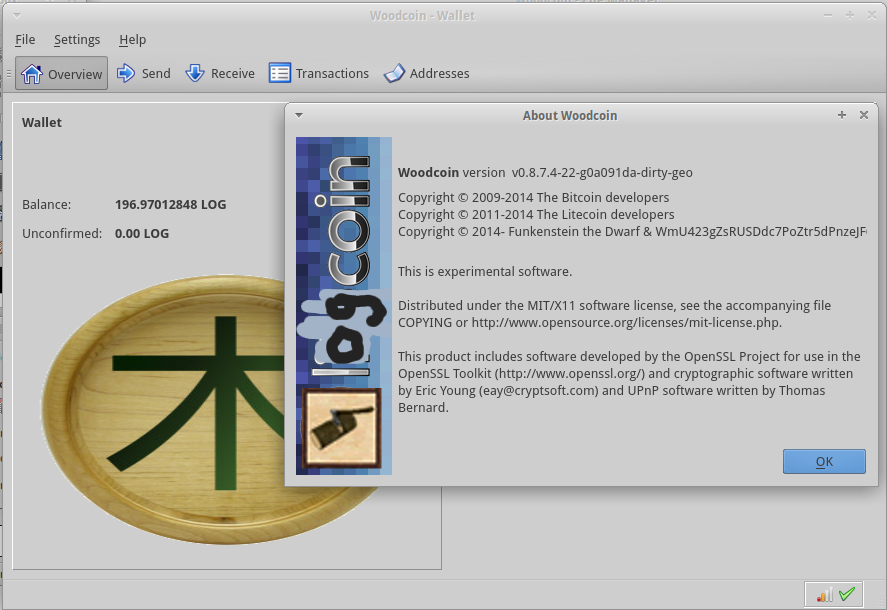 Woodcoin - Wallet
File Settings Help
Overview Send Receive Transactions Addresses
Wallet
Balance: 196.97012848 LOG
Unconfirmed: 0.00 LOG
木
About Woodcoin
logcoin
Woodcoin version v0.8.7.4-22-g0a091da-dirty-geo
Copyright © 2009-2014 The Bitcoin developers
Copyright © 2011-2014 The Litecoin developers
Copyright © 2014- Funkenstein the Dwarf & WmU423gZsRUSDdc7PoZtr5dPnzeJF
This is experimental software.
Distributed under the MIT/X11 software license, see the accompanying file
COPYING or http://www.opensource.org/licenses/mit-license.php.
This product includes software developed by the OpenSSL Project for use in the
OpenSSL Toolkit (http://www.openssl.org/) and cryptographic software written
by Eric Young (eay@cryptsoft.com) and UPnP software written by Thomas
Bernard.
OK